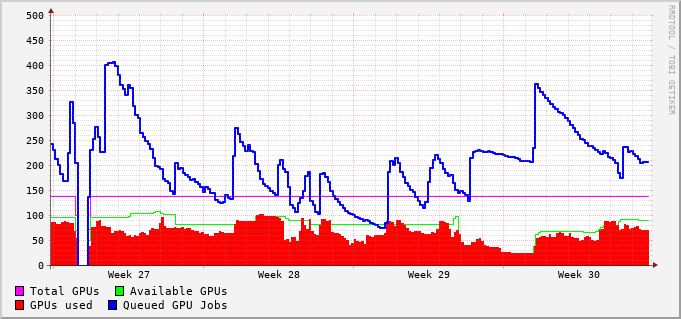 500
450
400
350
300
250
200
150
100
50
0
Week 27 Week 28 Week 29 Week 30
Total GPUs Available GPUs
GPUs used Queued GPU Jobs
RRDTOOL / TOBI OETIKER